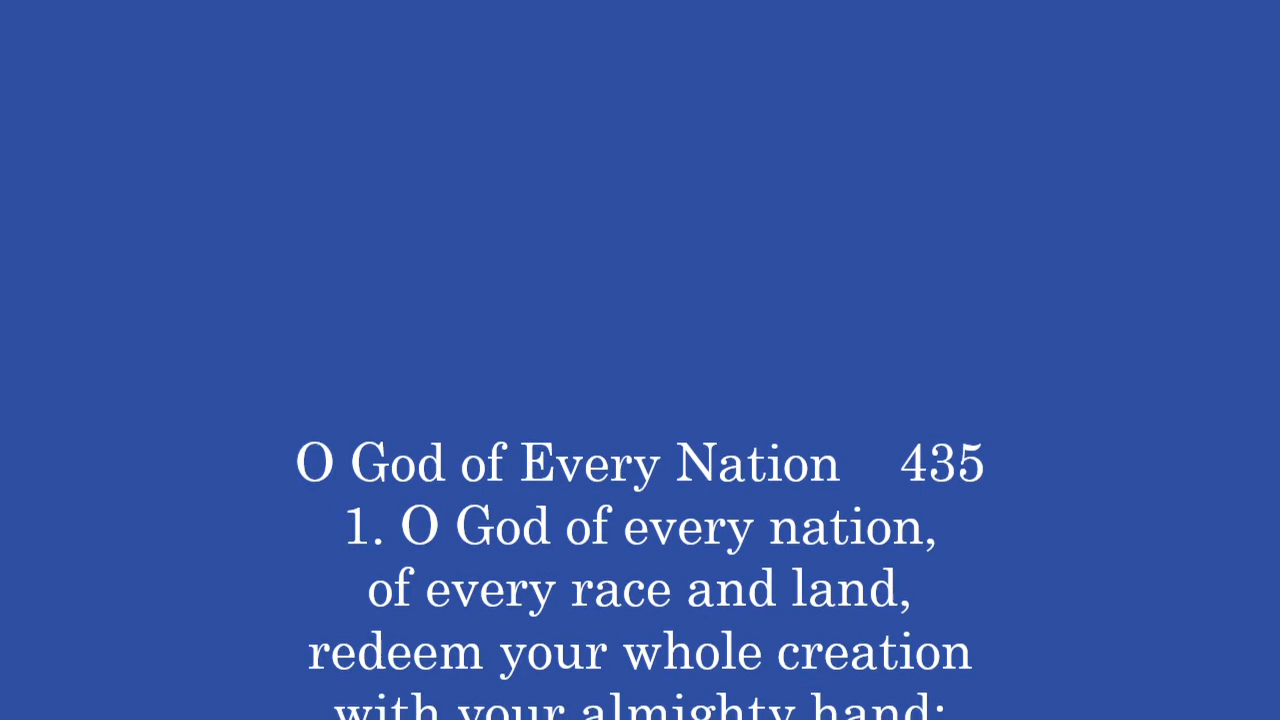 O God of Every Nation 435
1. O God of every nation,
of every race and land,
redeem your whole creation
with your almighty hand;